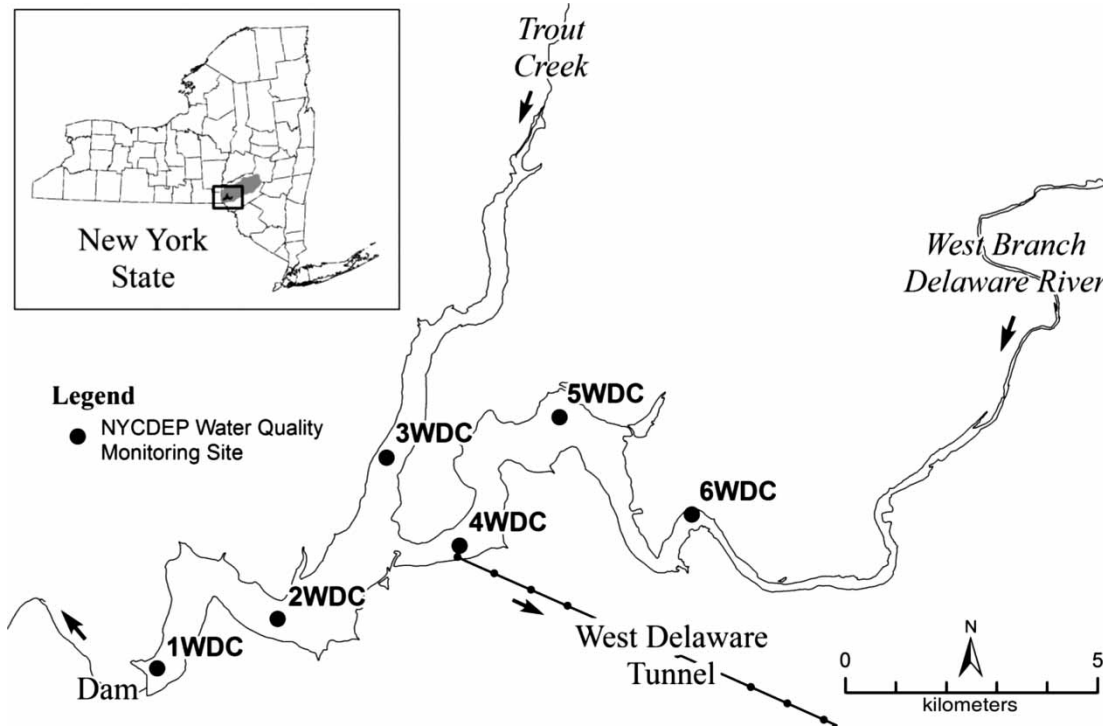 New York
State
Trout
Creek
West Branch
Delaware River
Legend
NYCDEP Water Quality
Monitoring Site
5WDC
3WDC
6WDC
4WDC
2WDC
1WDC
Dam
West Delaware
Tunnel
N
0
5
kilometers